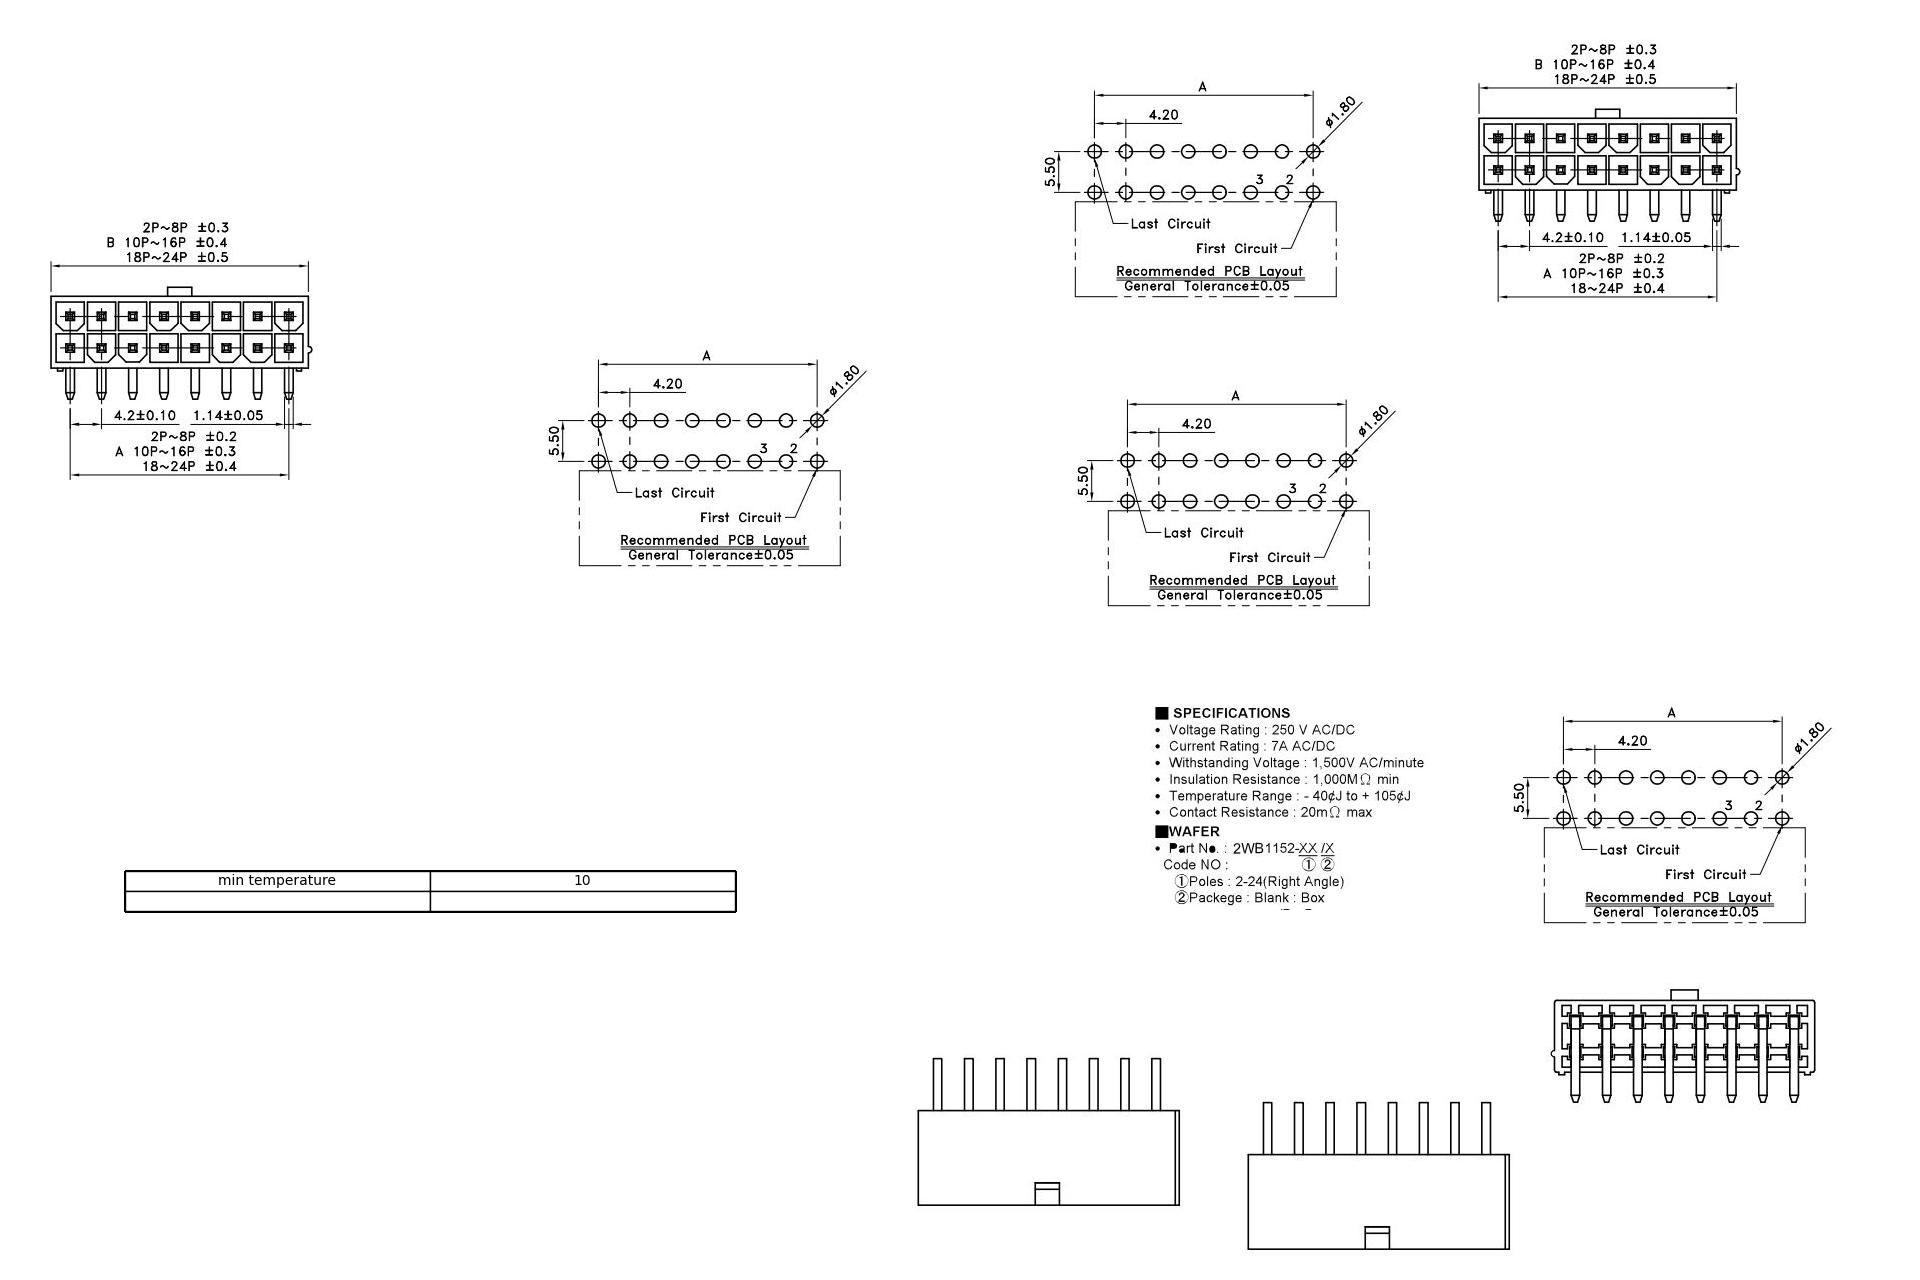 2P~8P ±0.3
B 10P~16P ±0.4
18P~24P ±0.5
4.2±0.10 1.14±0.05
2P~8P ±0.2
A 10P~16P ±0.3
18~24P ±0.4
A
4.20
ø1.80
5.50
3 2
Last Circuit
First Circuit
Recommended PCB Layout
General Tolerance±0.05
A
4.20
ø1.80
5.50
3 2
Last Circuit
First Circuit
Recommended PCB Layout
General Tolerance±0.05
2P~8P ±0.3
B 10P~16P ±0.4
18P~24P ±0.5
4.2±0.10 1.14±0.05
2P~8P ±0.2
A 10P~16P ±0.3
18~24P ±0.4
A
4.20
ø1.80
5.50
3 2
Last Circuit
First Circuit
Recommended PCB Layout
General Tolerance±0.05
■ SPECIFICATIONS
• Voltage Rating : 250 V AC/DC
• Current Rating : 7A AC/DC
• Withstanding Voltage : 1,500V AC/minute
• Insulation Resistance : 1,000MΩ min
• Temperature Range : - 40¢J to + 105¢J
• Contact Resistance : 20mΩ max
■WAFER
• Part No. : 2WB1152-XX /X
Code NO : ① ②
①Poles : 2-24(Right Angle)
②Packege : Blank : Box
A
4.20
ø1.80
5.50
3 2
Last Circuit
First Circuit
Recommended PCB Layout
General Tolerance±0.05
min temperature 10